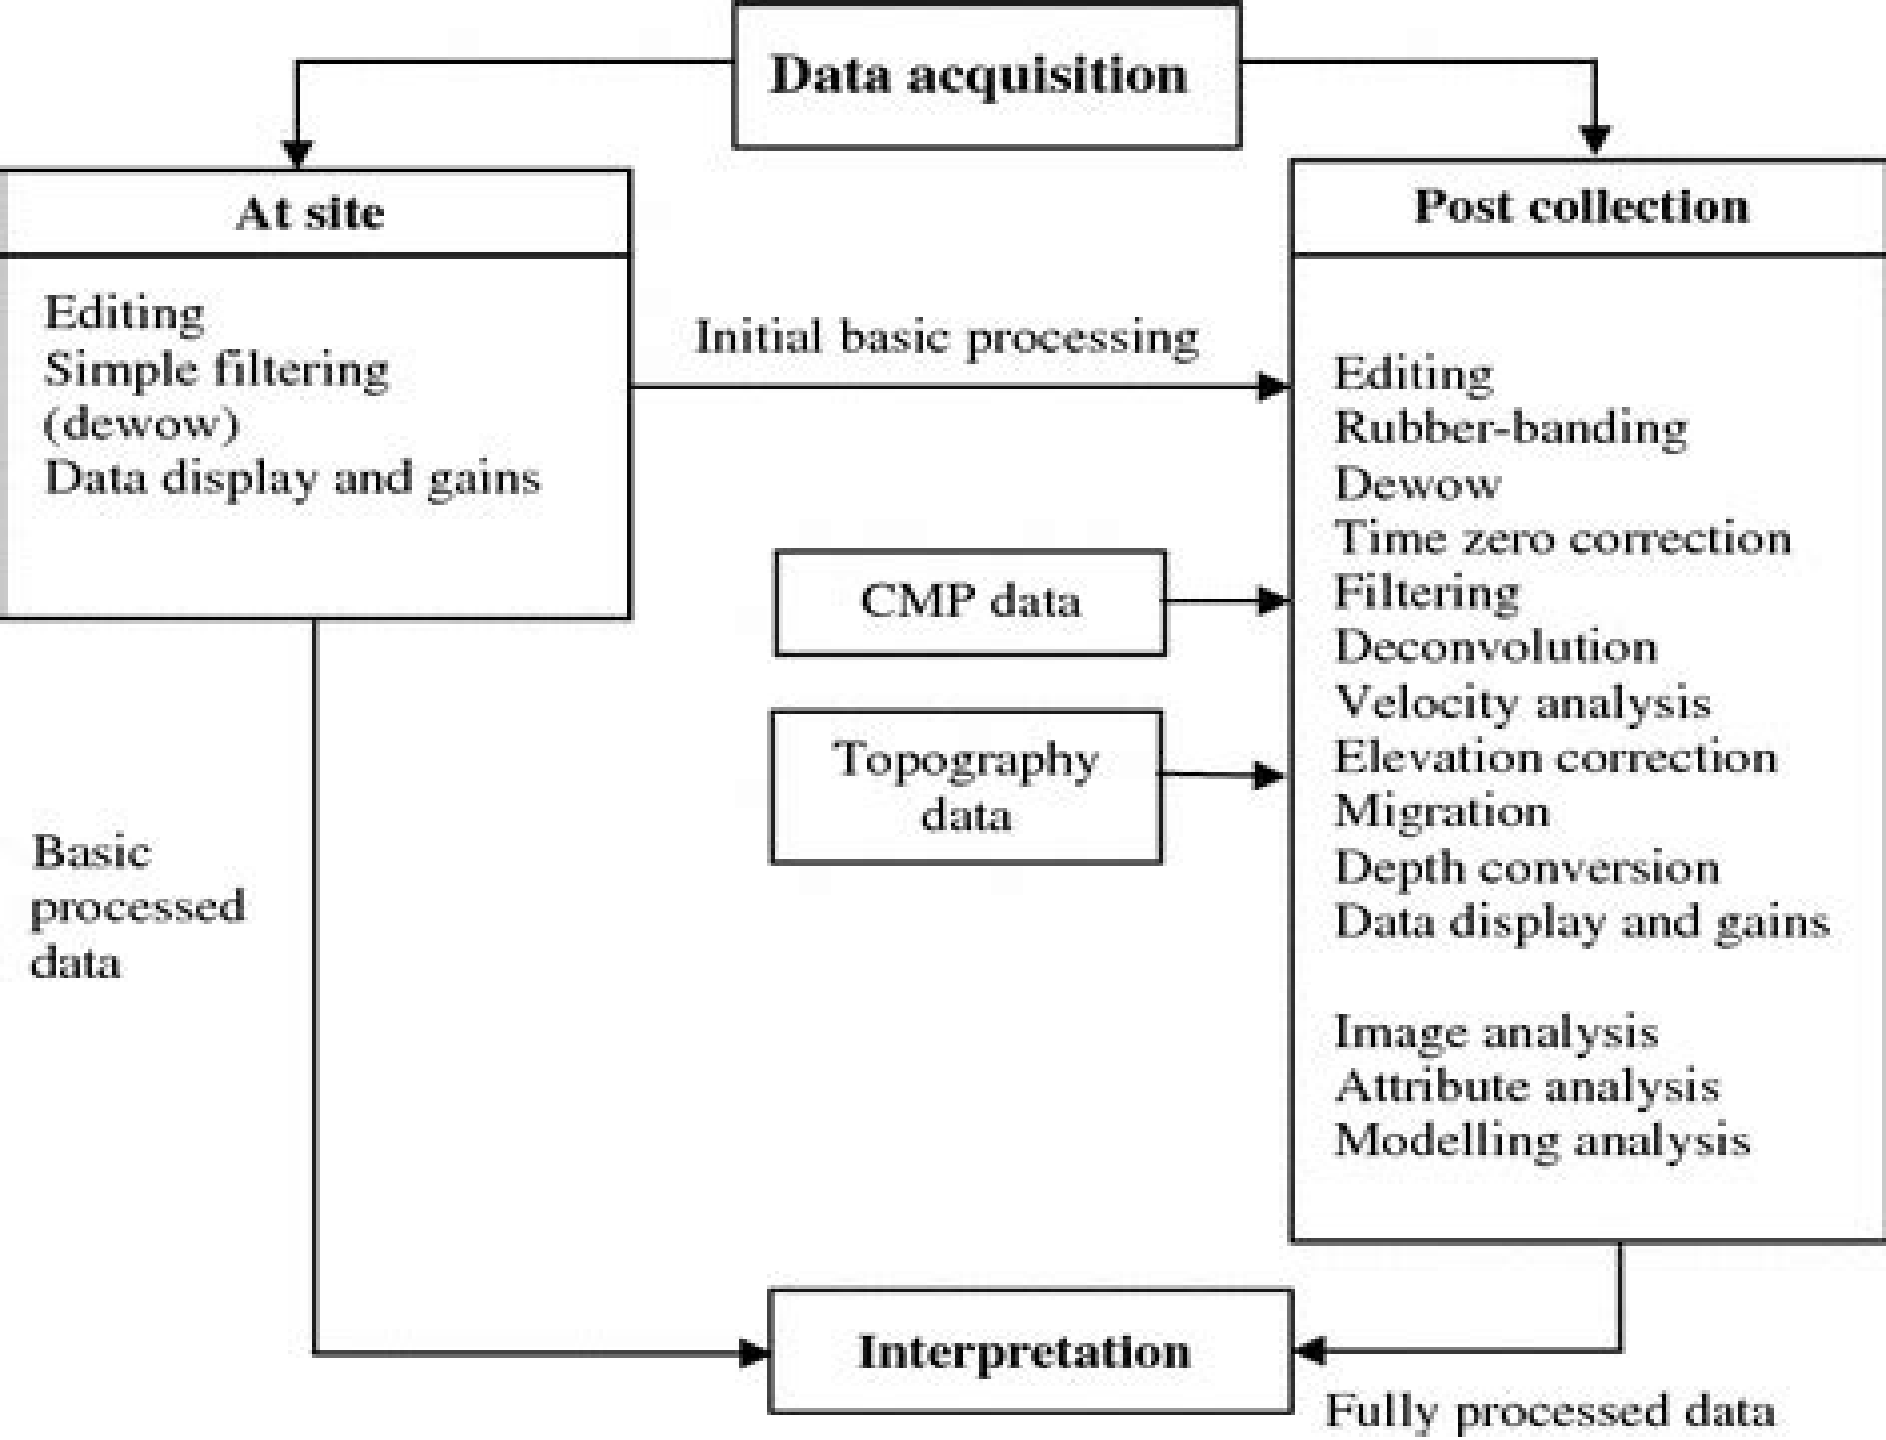 Data acquisition
At site
Editing
Simple filtering
(dewow)
Data display and gains
Initial basic processing
CMP data
Topography
data
Post collection
Editing
Rubber-banding
Dewow
Time zero correction
Filtering
Deconvolution
Velocity analysis
Elevation correction
Migration
Depth conversion
Data display and gains
Image analysis
Attribute analysis
Modelling analysis
Basic
processed
data
Interpretation
Fully processed data